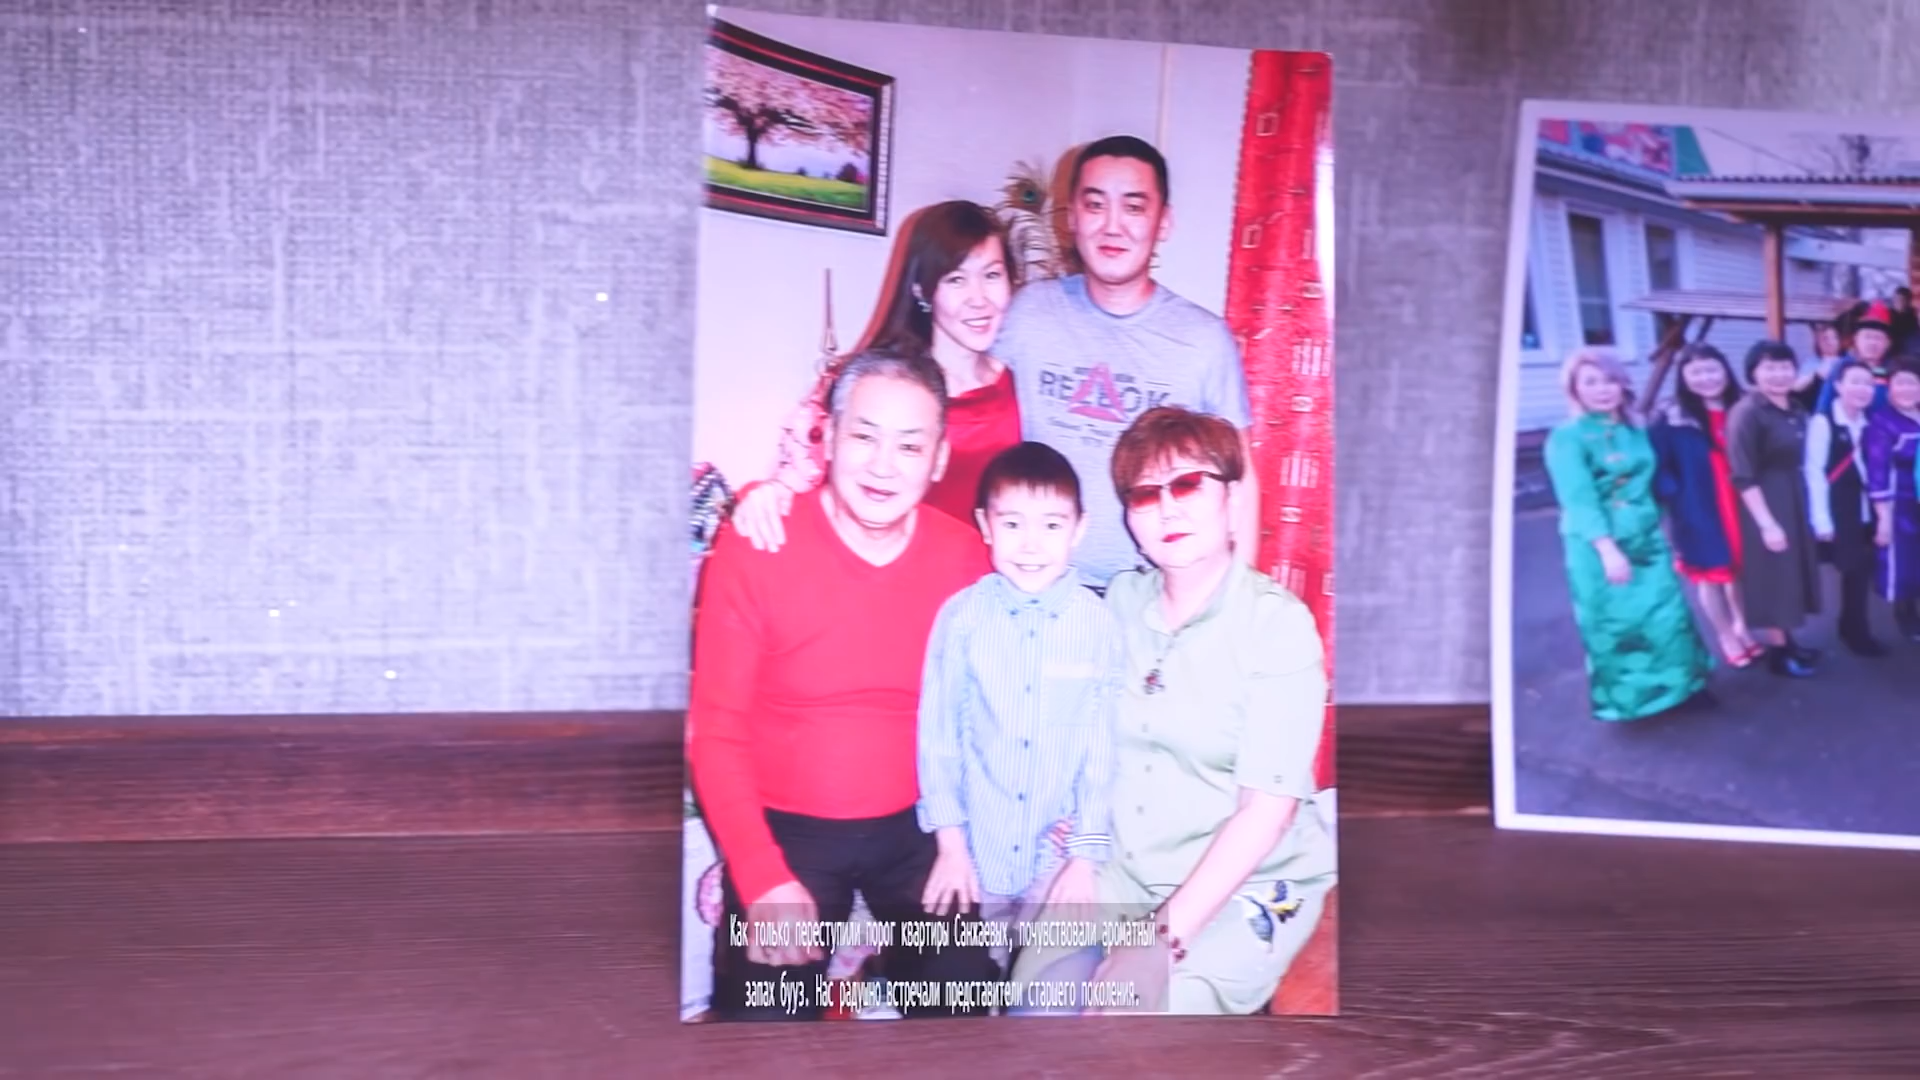 REEBOK
Как только переступили порог квартиры Санжаевых, почувствовали ароматный
запах бууз. Нас радушно встречали представители старшего поколения.